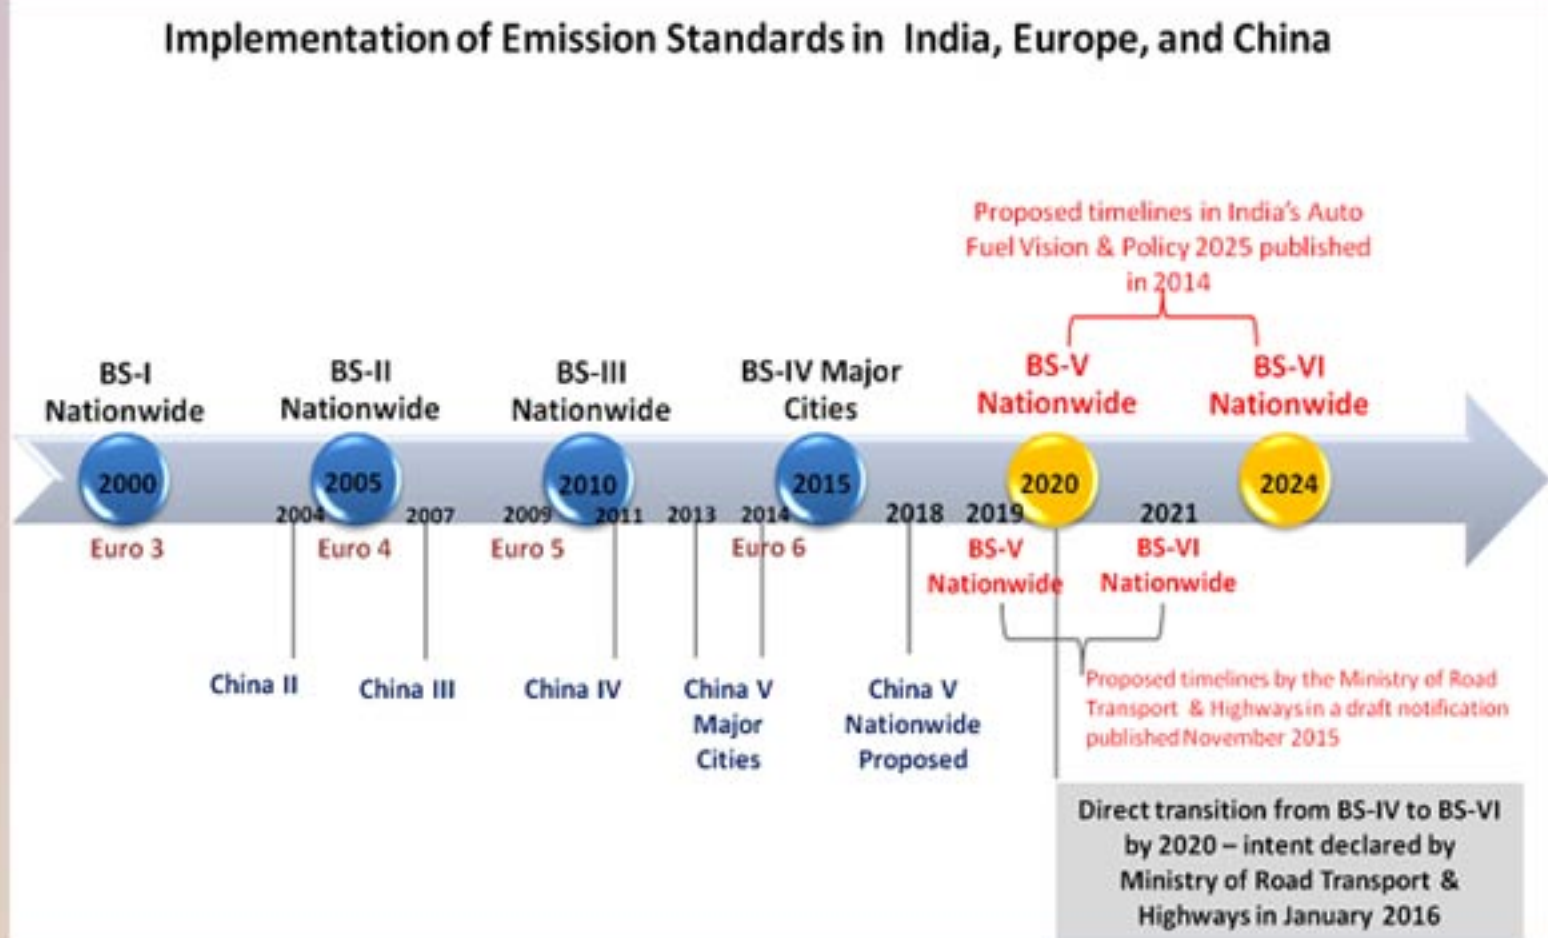 Implementation of Emission Standards in India, Europe, and China
Proposed timelines in India's Auto
Fuel Vision & Policy 2025 published
in 2014
BS-I
Nationwide
BS-II
Nationwide
BS-III
Nationwide
BS-IV Major
Cities
BS-V
Nationwide
BS-VI
Nationwide
2000
2005
2010
2015
2020
2024
2004
2007
2009
2011
2013
2014
2018
2019
2021
Euro 3
Euro 4
Euro 5
Euro 6
BS-V
Nationwide
BS-VI
Nationwide
China II
China III
China IV
China V
Major
Cities
China V
Nationwide
Proposed
Proposed timelines by the Ministry of Road
Transport & Highways in a draft notification
published November 2015
Direct transition from BS-IV to BS-VI
by 2020 – intent declared by
Ministry of Road Transport &
Highways in January 2016